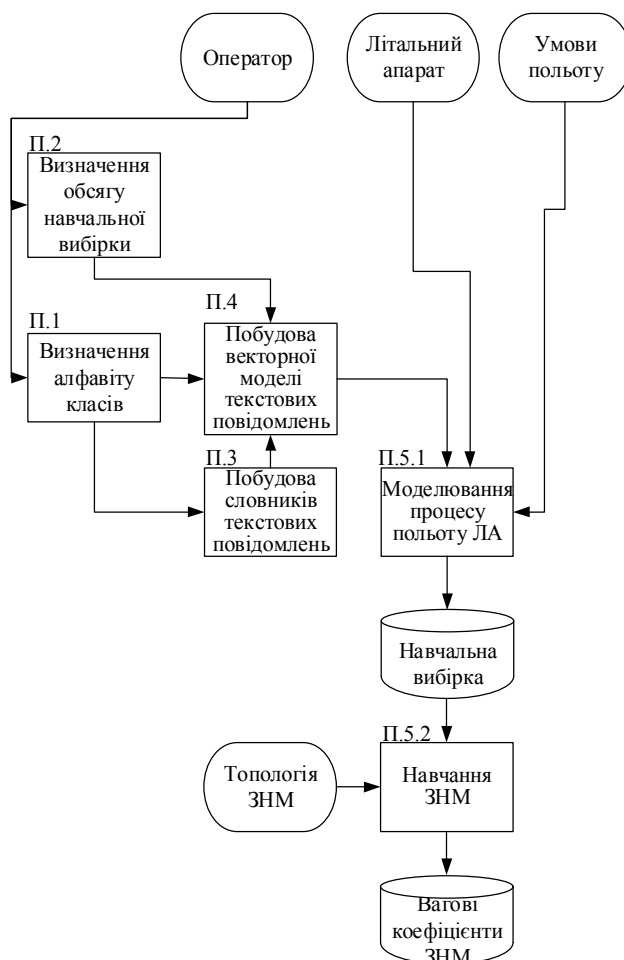 Оператор
Літальний
апарат
Умови
польоту
П.2
Визначення
обсягу
навчальної
вибірки
П.1
Визначення
алфавіту
класів
П.4
Побудова
векторної
моделі
текстових
повідомлень
П.3
Побудова
словників
текстових
повідомлень
П.5.1
Моделювання
процесу
польоту ЛА
Навчальна
вибірка
П.5.2
Топологія
ЗНМ
Навчання
ЗНМ
Вагові
коефіцієнти
ЗНМ